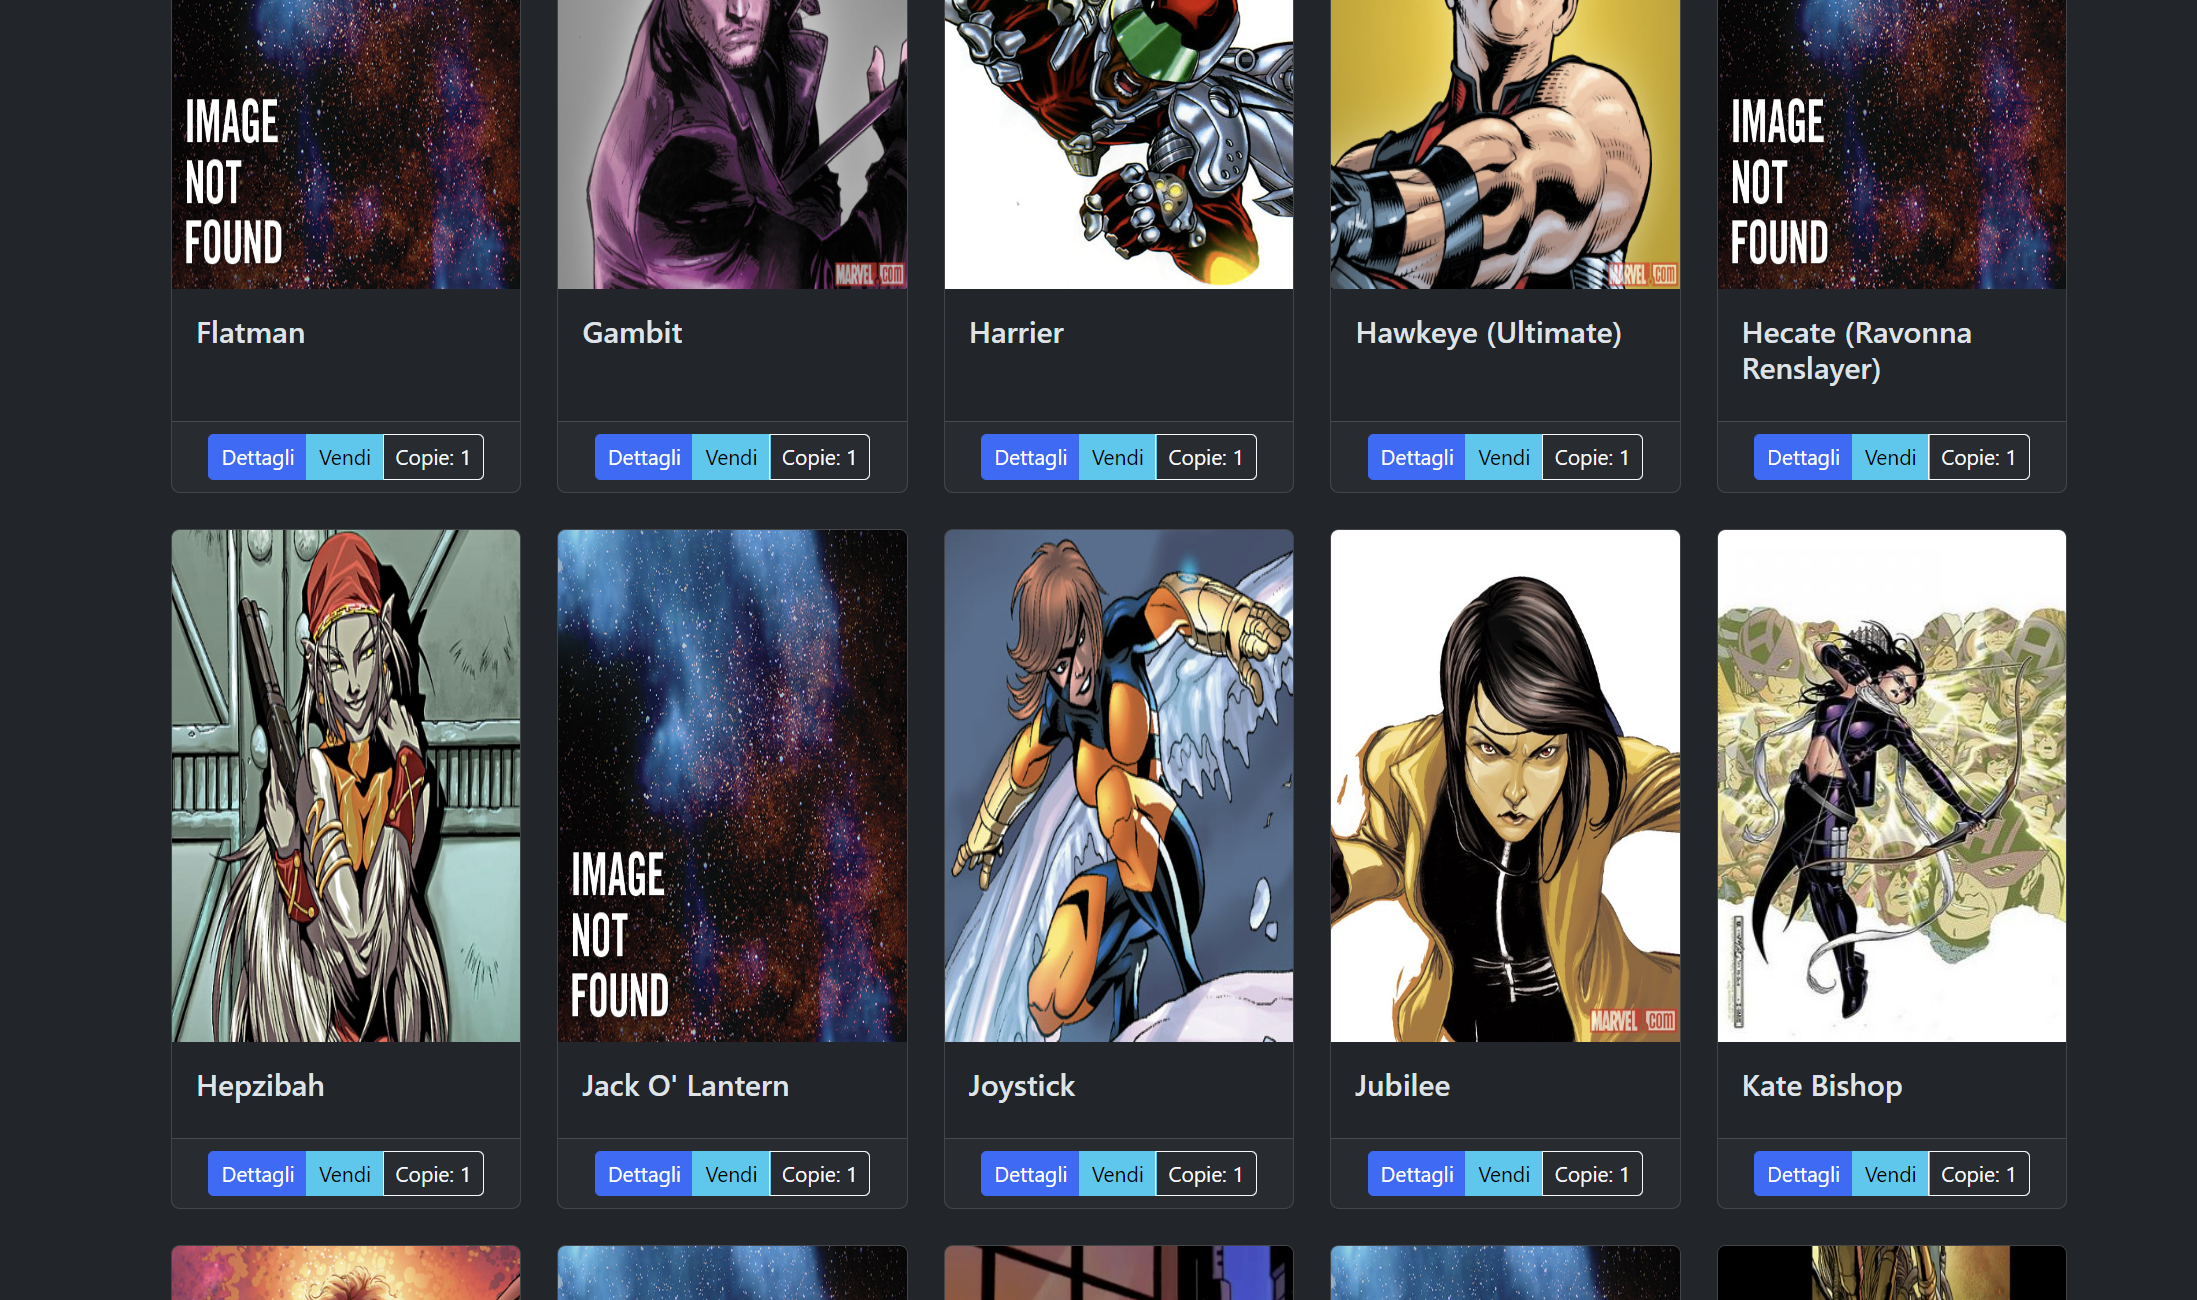 IMAGE
NOT
FOUND
MARVEL.COM
MARVEL.COM
IMAGE
NOT
FOUND
Flatman
Gambit
Harrier
Hawkeye (Ultimate)
Hecate (Ravonna
Renslayer)
Dettagli Vendi Copie: 1
Dettagli Vendi Copie: 1
Dettagli Vendi Copie: 1
Dettagli Vendi Copie: 1
Dettagli Vendi Copie: 1
IMAGE
NOT
FOUND
MARVEL.COM
Hepzibah
Jack O' Lantern
Joystick
Jubilee
Kate Bishop
Dettagli Vendi Copie: 1
Dettagli Vendi Copie: 1
Dettagli Vendi Copie: 1
Dettagli Vendi Copie: 1
Dettagli Vendi Copie: 1